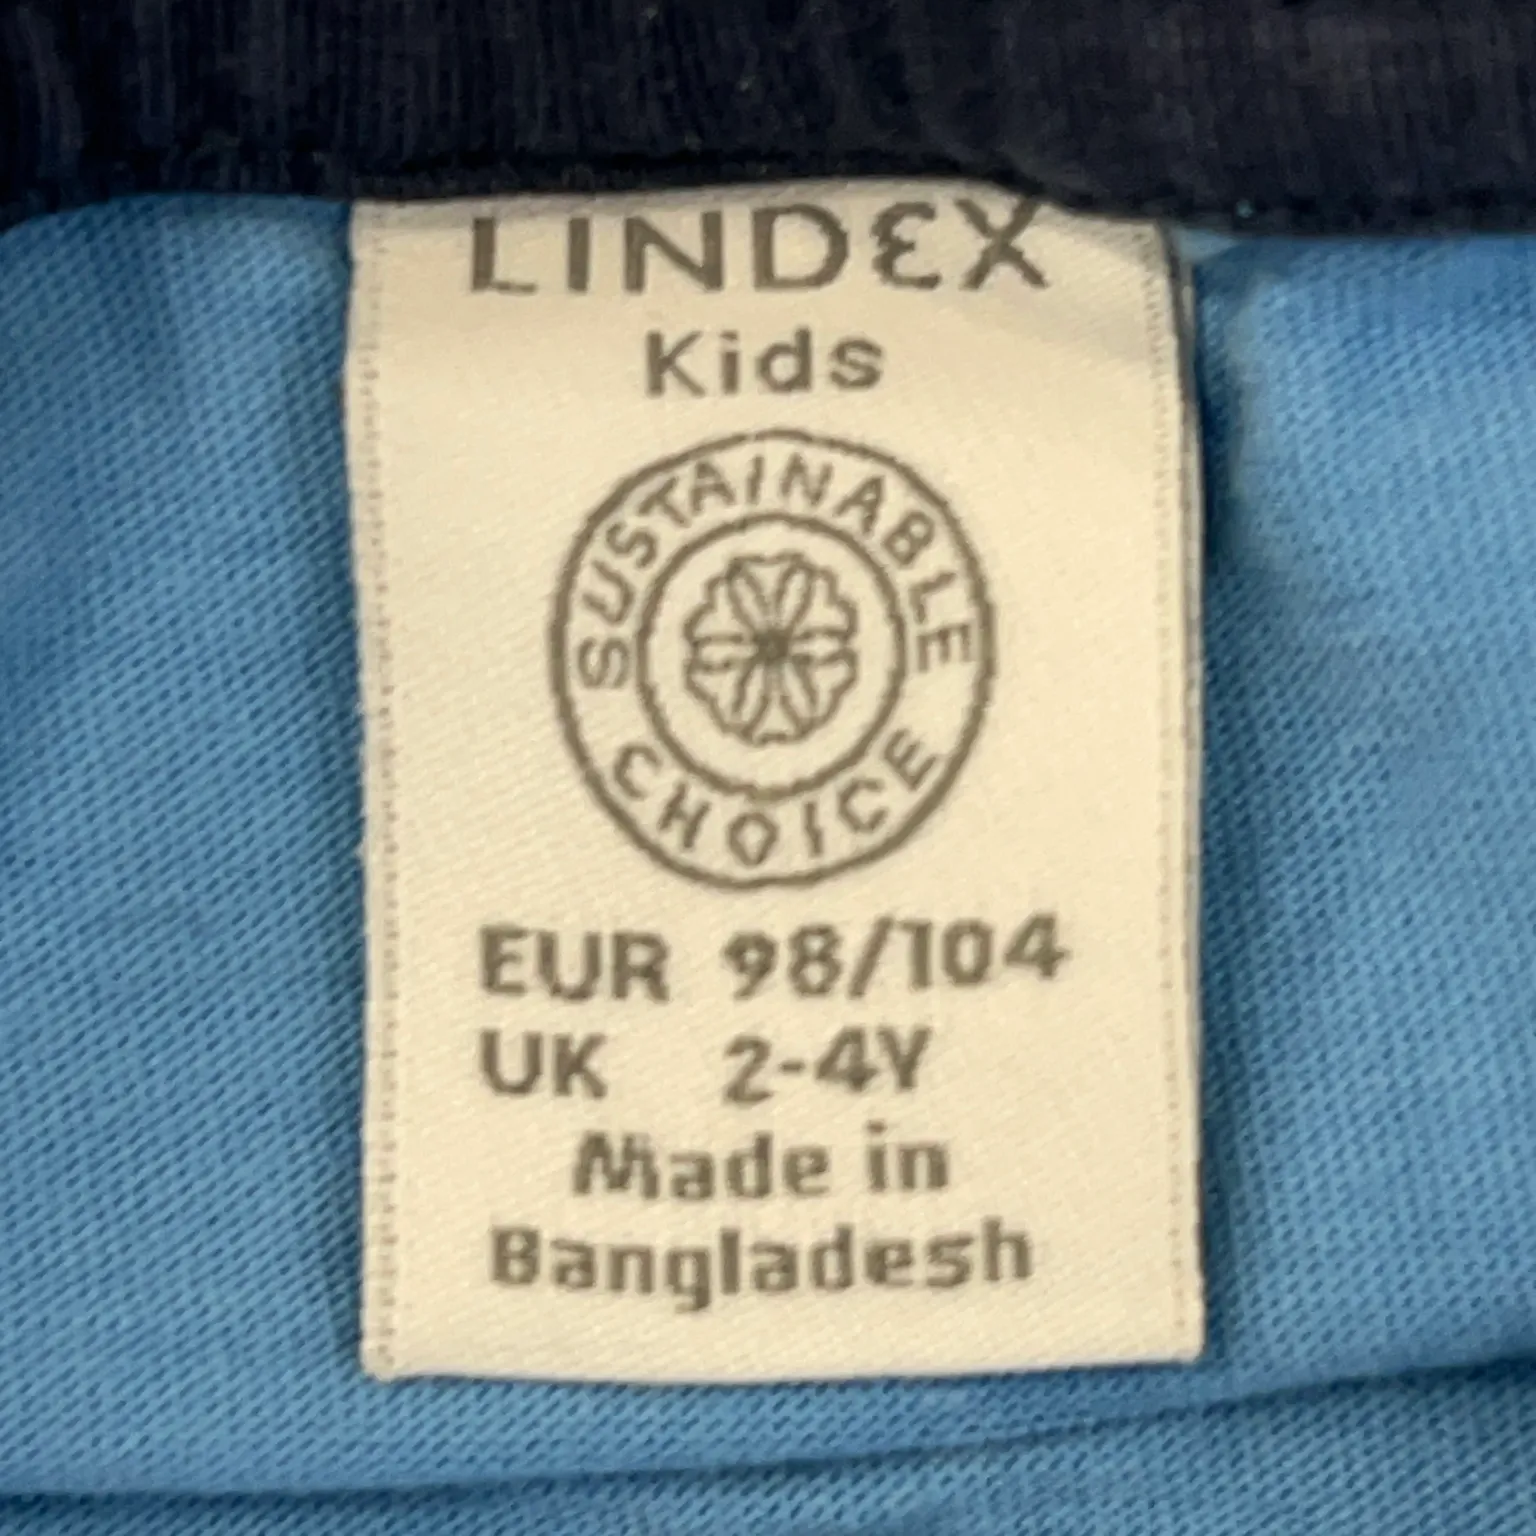 LINDEX
Kids
SUSTAINABLE
CHOICE
EUR 98/104
UK 2-4Y
Made in
Bangladesh